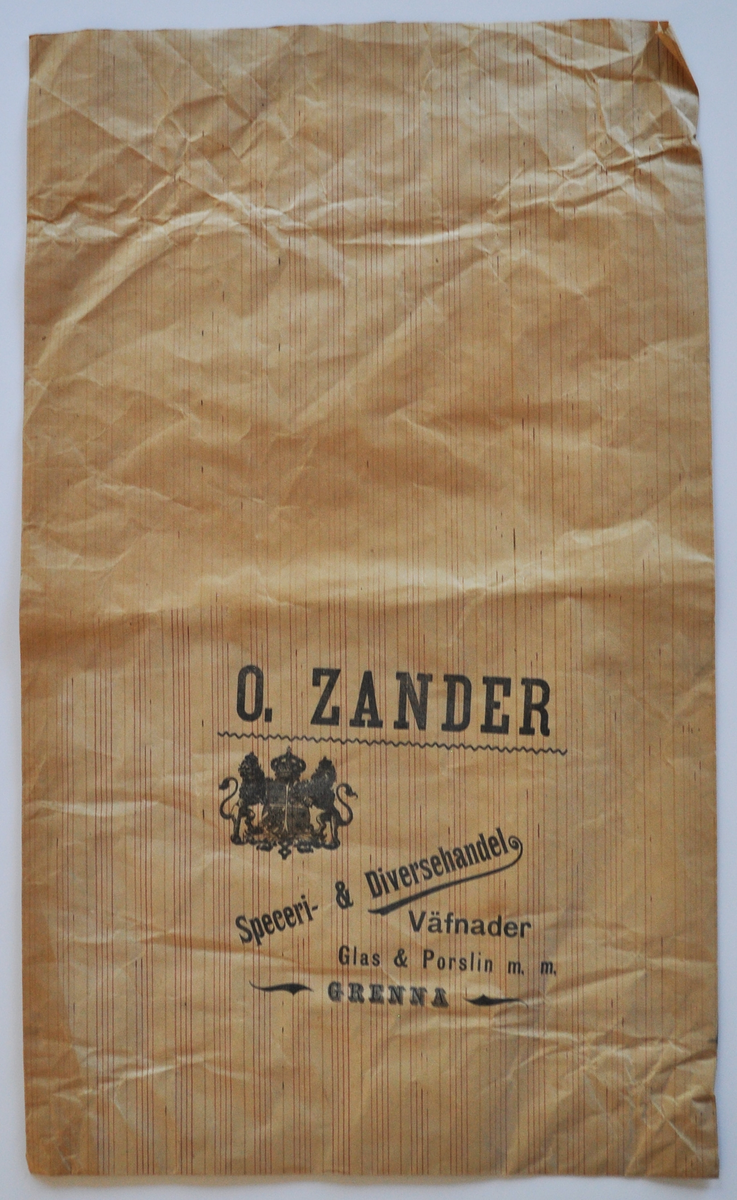 O. ZANDER
Speceri- & Diversehandel
Väfnader
Glas & Porslin m. m.
GRENNA